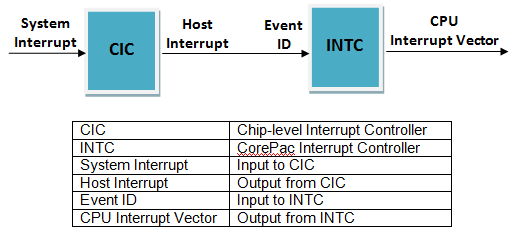 System Interrupt
CIC
Host Interrupt
Event ID
INTC
CPU Interrupt Vector
CIC Chip-level Interrupt Controller
INTC CorePac Interrupt Controller
System Interrupt Input to CIC
Host Interrupt Output from CIC
Event ID Input to INTC
CPU Interrupt Vector Output from INTC